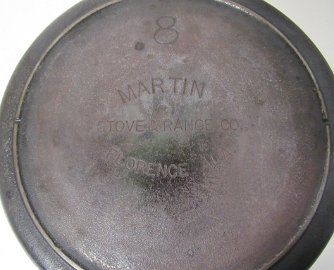 8
MARTIN
STOVE & RANGE CO.
FLORENCE, ALA.